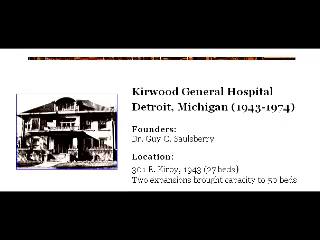 Kirwood General Hospital
Detroit, Michigan (1943-1974)
Founders:
Dr. Guy O. Saulsberry
Location:
301 E. Kirby, 1943 (27 beds)
Two expansions brought capacity to 50 beds